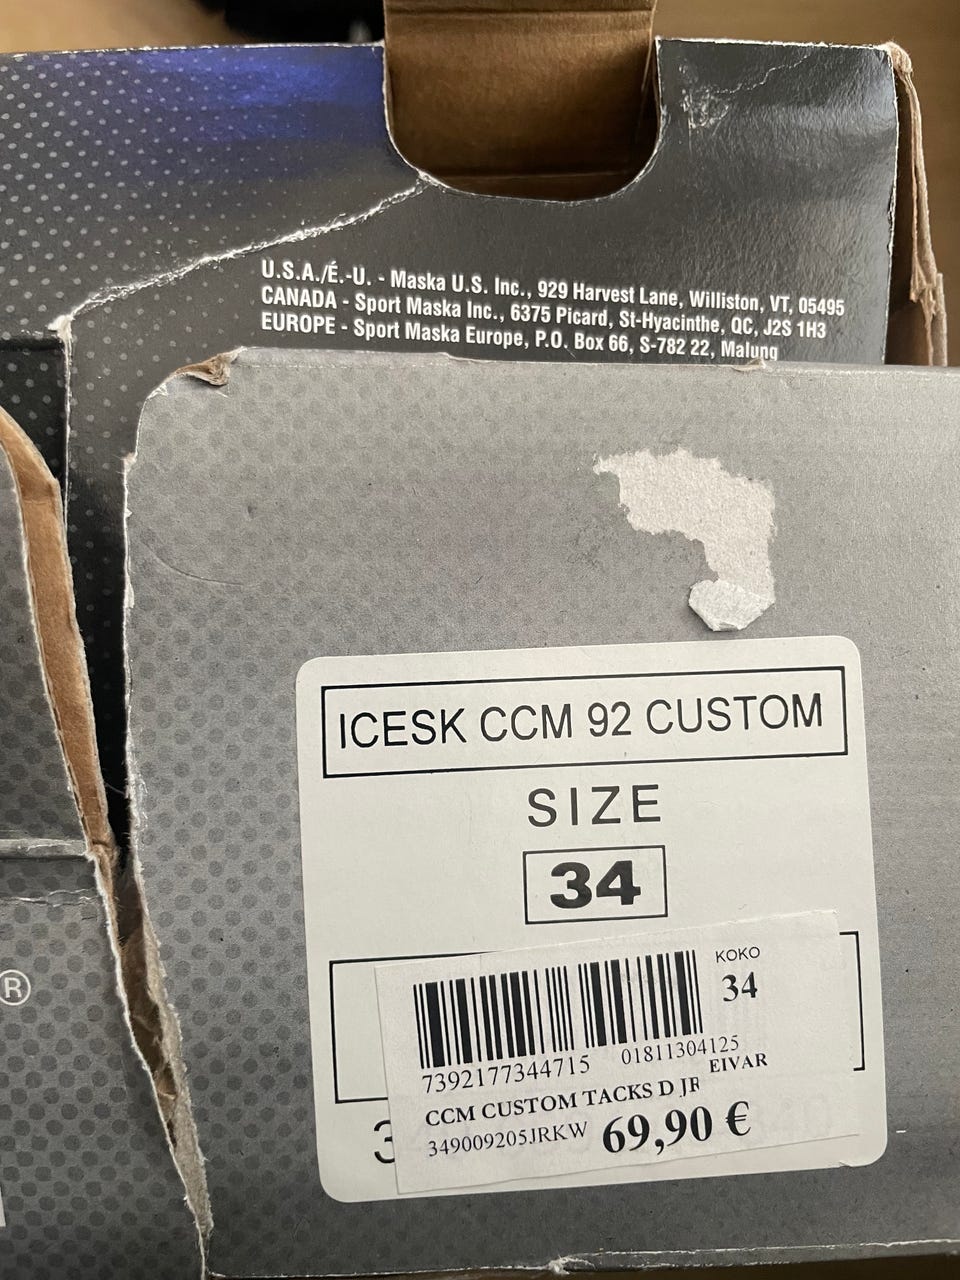 U.S.A./É.-U. - Maska U.S. Inc., 929 Harvest Lane, Williston, VT, 05495
CANADA - Sport Maska Inc., 6375 Picard, St-Hyacinthe, QC, J2S 1H3
EUROPE - Sport Maska Europe, P.O. Box 66, S-782 22, Malung
ICESK CCM 92 CUSTOM
SIZE
34
KOKO
34
7392177344715 01811304125
EIVAR
CCM CUSTOM TACKS D JR
349009205JRKW 69,90 €
3
®